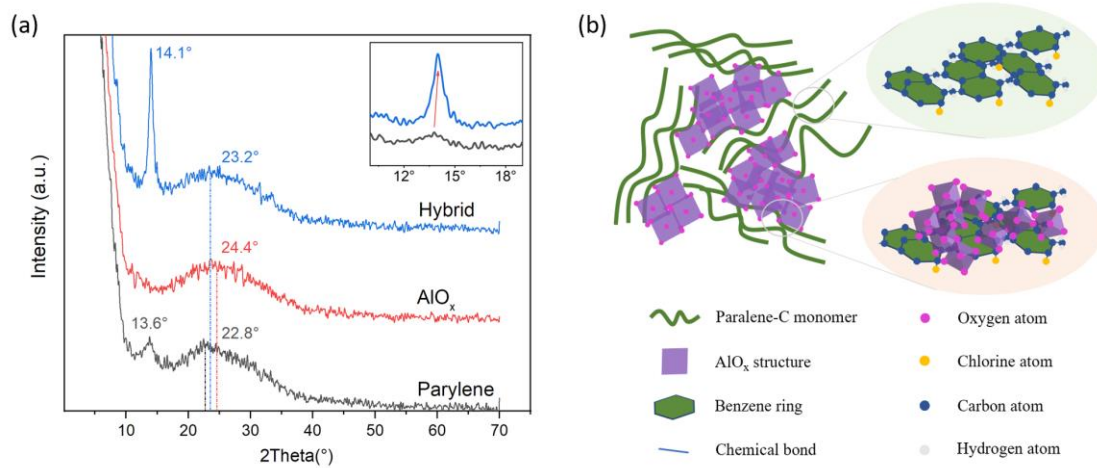 (a)
14.1°
23.2°
Hybrid
24.4°
AlOₓ
13.6°
22.8°
Parylene
Intensity (a.u.)
10 20 30 40 50 60 70
2Theta(°)
12° 15° 18°
(b)
Paralene-C monomer
AlOₓ structure
Benzene ring
Chemical bond
Oxygen atom
Chlorine atom
Carbon atom
Hydrogen atom